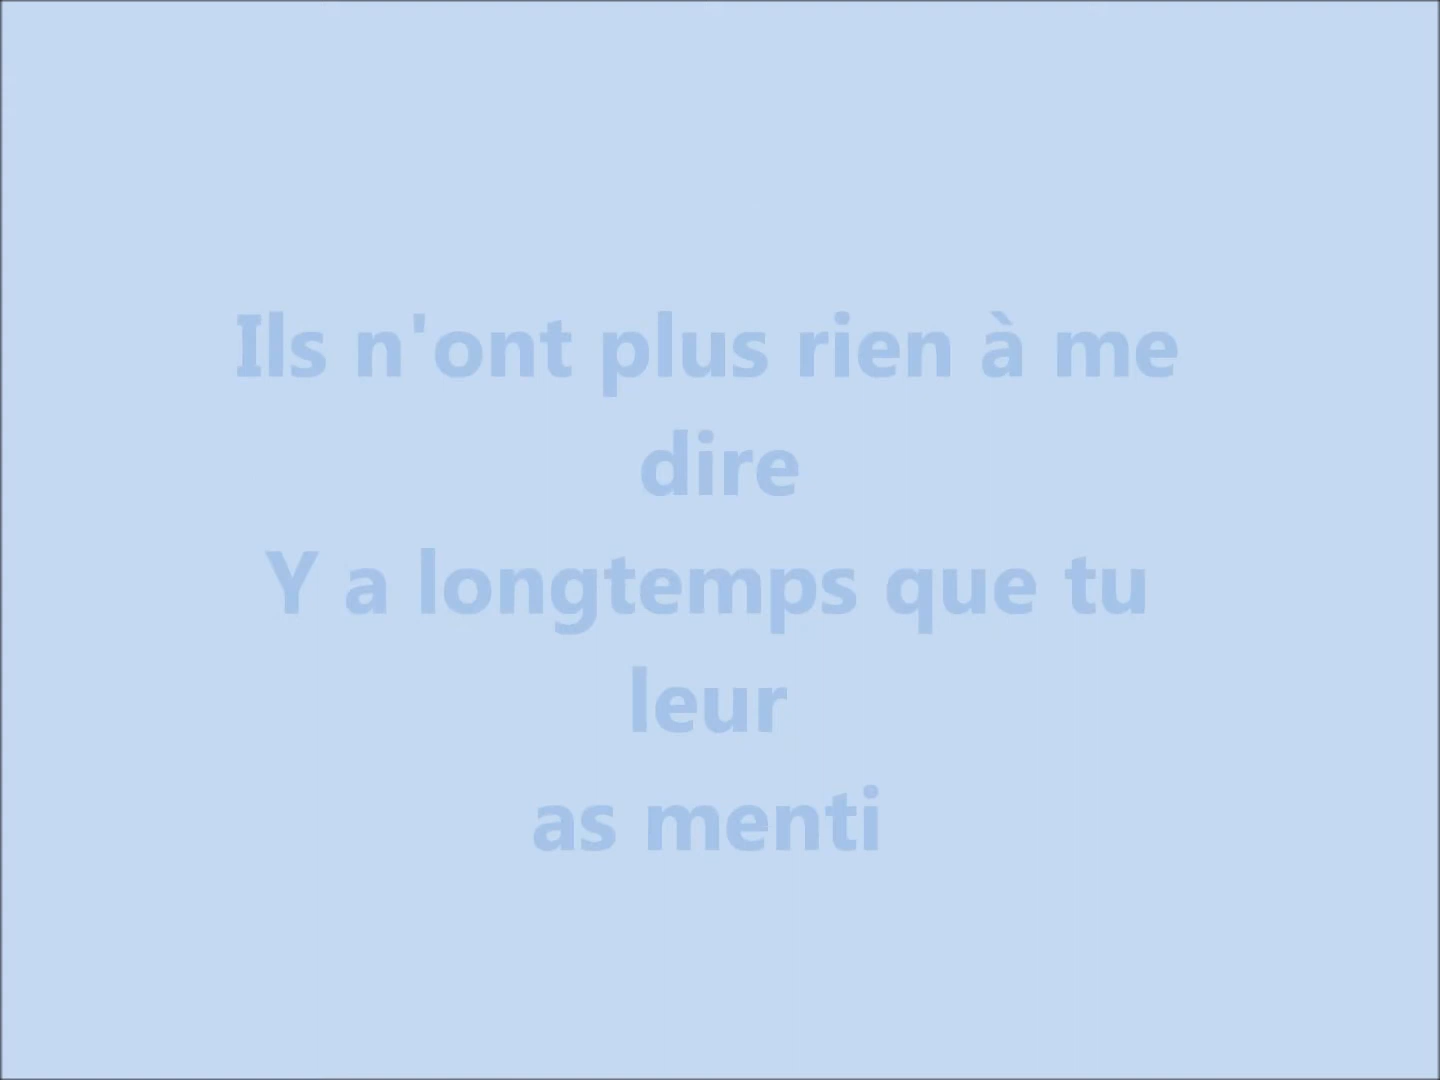 Ils n'ont plus rien à me
dire
Y a longtemps que tu
leur
as menti